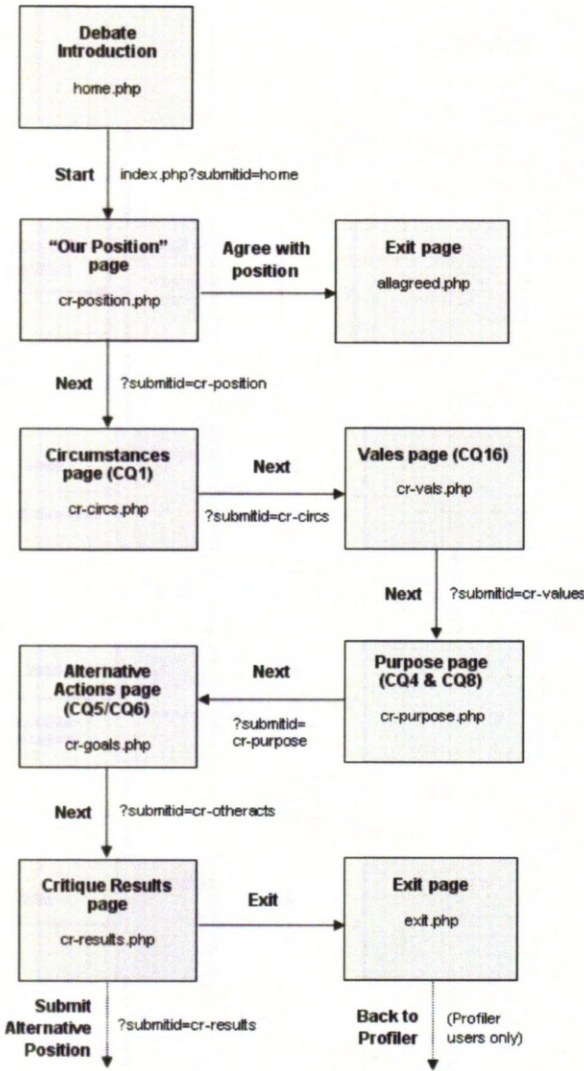 Debate
Introduction
home.php
Start index.php?submitid=home
“Our Position”
page
cr-position.php
Agree with
position
Exit page
allagreed.php
Next ?submitid=cr-position
Circumstances
page (CQ1)
cr-circs.php
Next
?submitid=cr-circs
Vales page (CQ16)
cr-vals.php
Next ?submitid=cr-values
Purpose page
(CQ4 & CQ8)
cr-purpose.php
Next
?submitid=
cr-purpose
Alternative
Actions page
(CQ5/CQ6)
cr-goals.php
Next ?submitid=cr-otheracts
Critique Results
page
cr-results.php
Exit
Exit page
exit.php
Submit
Alternative
Position
?submitid=cr-results
Back to
Profiler
(Profiler
users only)